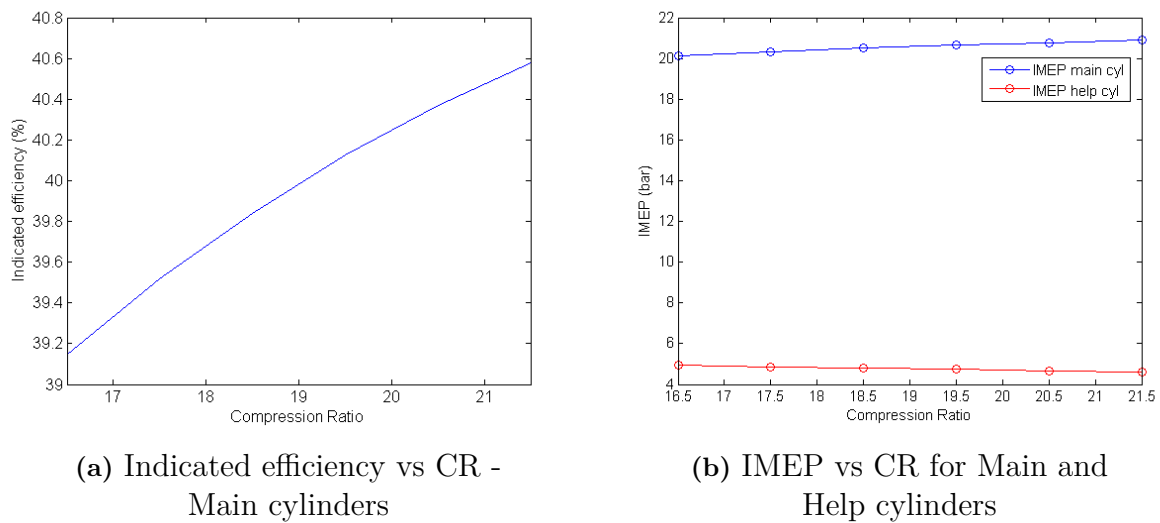 40.8
40.6
40.4
40.2
40
39.8
39.6
39.4
39.2
39
Indicated efficiency (%)
17 18 19 20 21
Compression Ratio
(a) Indicated efficiency vs CR -
Main cylinders
22
20
18
16
14
12
10
8
6
4
IMEP (bar)
IMEP main cyl
IMEP help cyl
16.5 17 17.5 18 18.5 19 19.5 20 20.5 21 21.5
Compression Ratio
(b) IMEP vs CR for Main and
Help cylinders